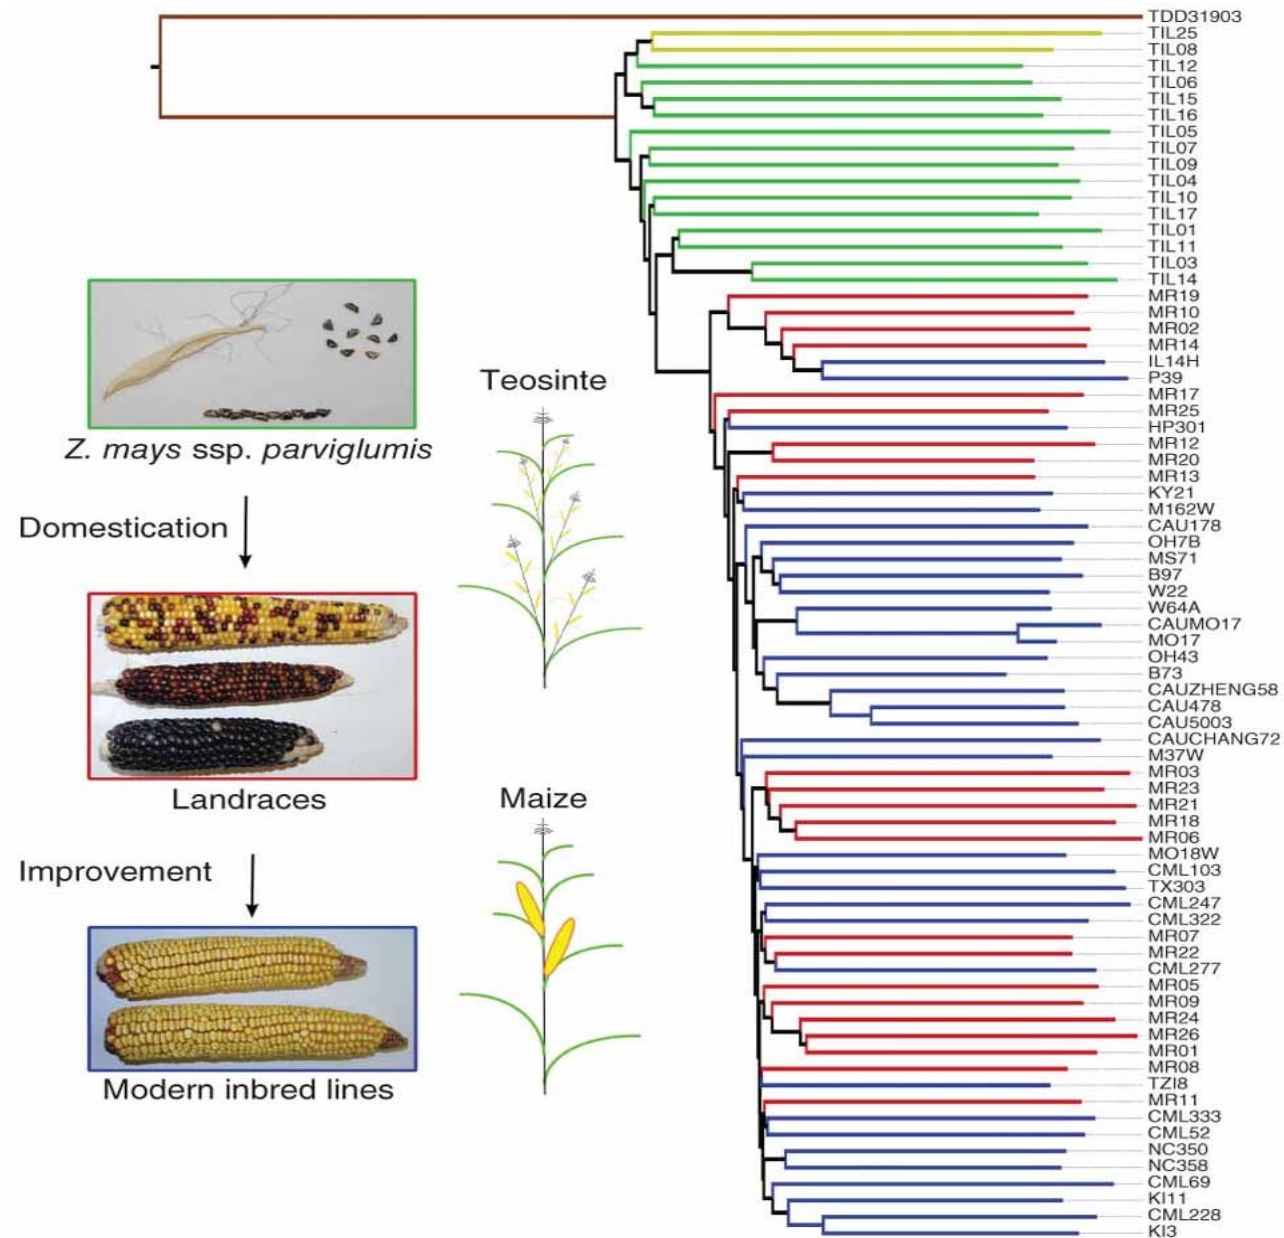 Z. mays ssp. parviglumis
Domestication
Landraces
Improvement
Modern inbred lines
Teosinte
Maize
TDD31903
TIL25
TIL08
TIL12
TIL06
TIL15
TIL16
TIL05
TIL07
TIL09
TIL04
TIL10
TIL17
TIL01
TIL11
TIL03
TIL14
MR19
MR10
MR02
MR14
IL14H
P39
MR17
MR25
HP301
MR12
MR20
MR13
KY21
M162W
CAU178
OH7B
MS71
B97
W22
W64A
CAUMO17
MO17
OH43
B73
CAUZHENG58
CAU478
CAU5003
CAUCHANG72
M37W
MR03
MR23
MR21
MR18
MR06
MO18W
CML103
TX303
CML247
CML322
MR07
MR22
CML277
MR05
MR09
MR24
MR26
MR01
MR08
TZI8
MR11
CML333
CML52
NC350
NC358
CML69
KI11
CML228
KI3